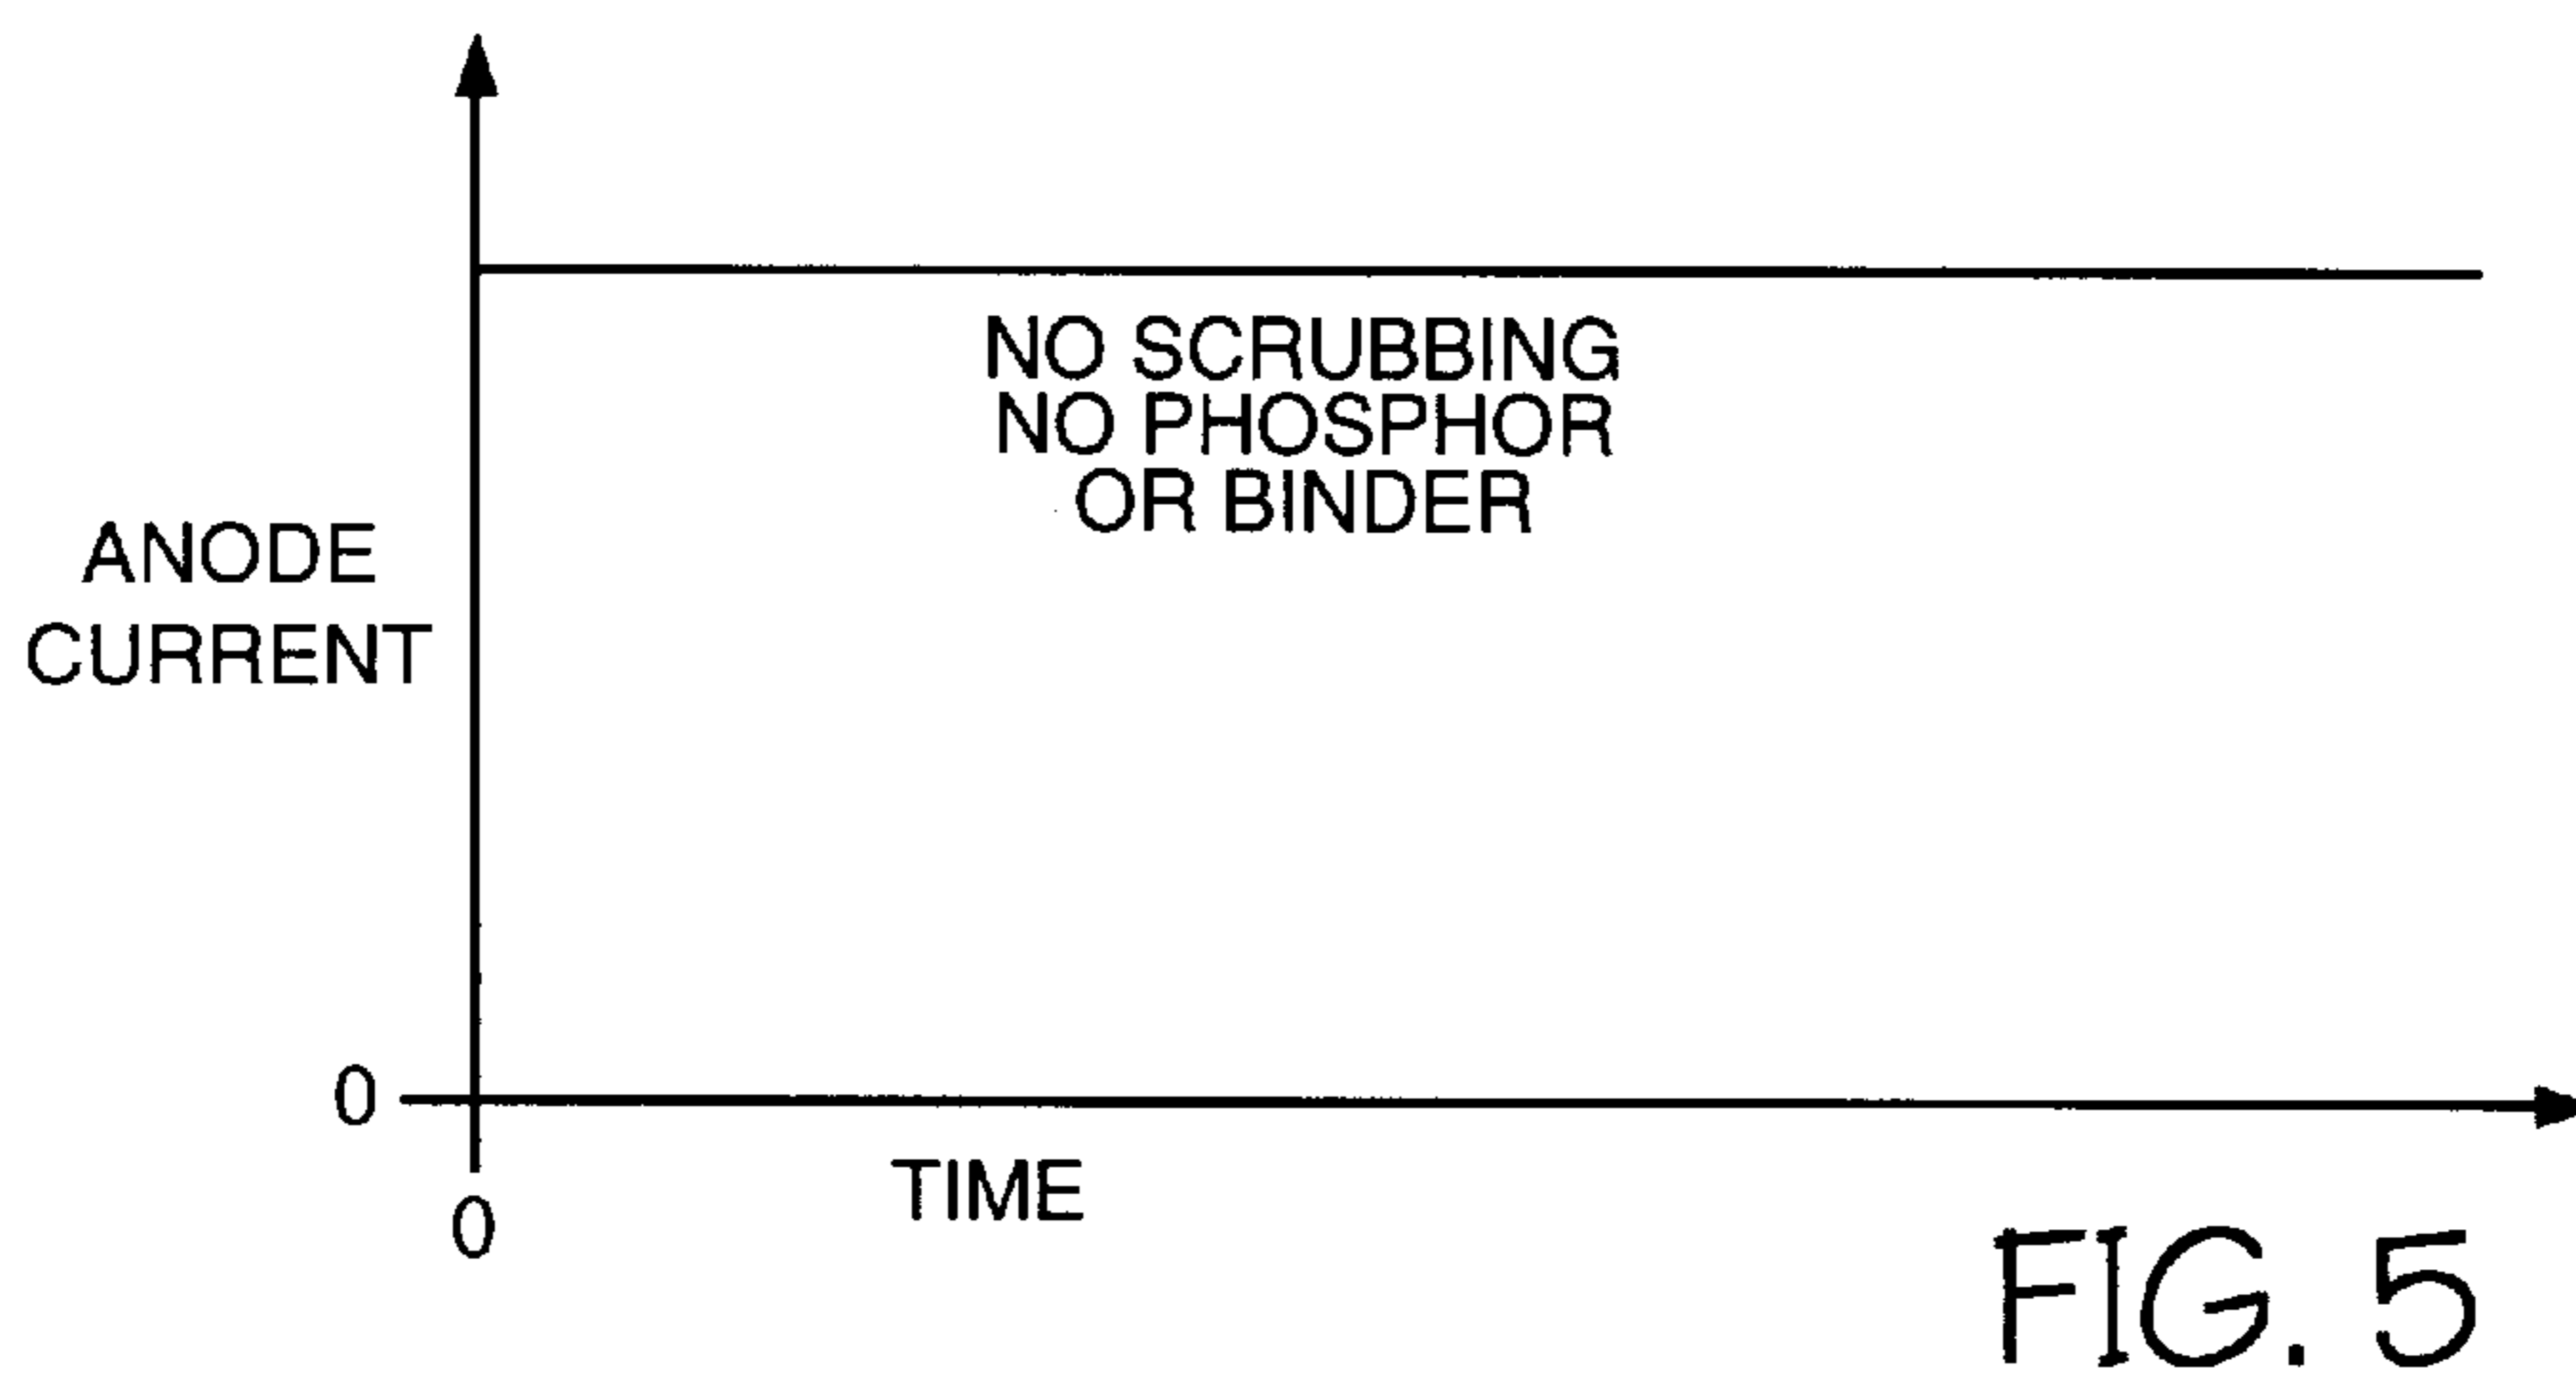 NO SCRUBBING
NO PHOSPHOR
OR BINDER
ANODE
CURRENT
0
TIME
0
FIG. 5